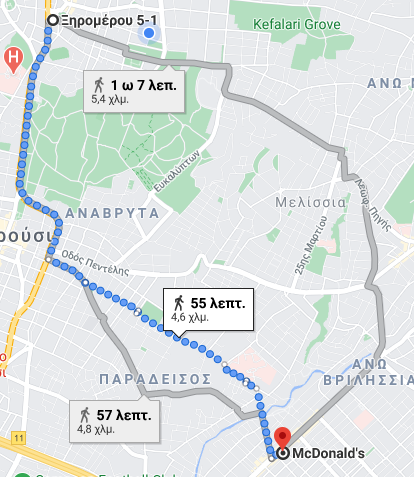 Ξηρομέρου 5-1
Kefalari Grove
H
1 ω 7 λεπ.
5,4 χλμ.
ΑΝΩ Ν
Ευκαλύπτων
Λεωφ. Πηγής
Μελίσσια
ΑΝΑΒΡΥΤΑ
ρούσι
25ης Μαρτίου
Οδός Πεντέλης
55 λεπτ.
4,6 χλμ.
ΑΝΩ
ΒΡΙΛΗΣΣΙΑ
ΠΑΡΑΔΕΙΣΟΣ
57 λεπτ.
4,8 χλμ.
11
McDonald's